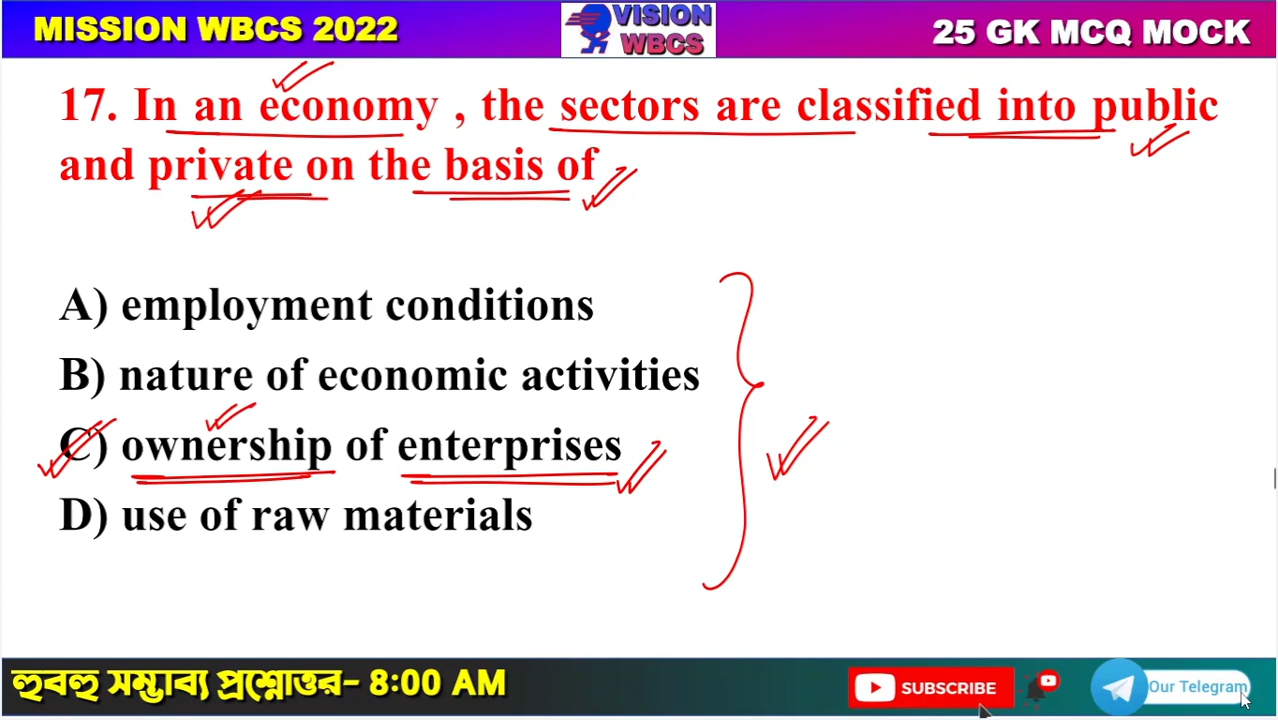 MISSION WBCS 2022
VISION
WBCS
25 GK MCQ MOCK
17. In an economy , the sectors are classified into public
and private on the basis of
A) employment conditions
B) nature of economic activities
C) ownership of enterprises
D) use of raw materials
হুবহু সম্ভাব্য প্রশ্নোত্তর- 8:00 AM
SUBSCRIBE
Our Telegram